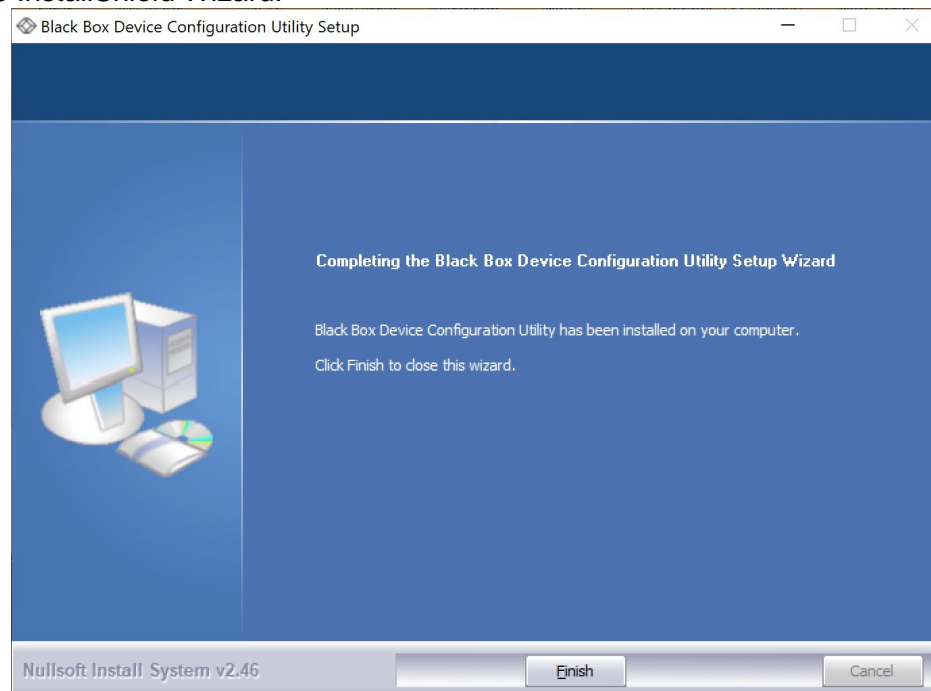 InstallShield Wizard.
Black Box Device Configuration Utility Setup
Completing the Black Box Device Configuration Utility Setup Wizard
Black Box Device Configuration Utility has been installed on your computer.
Click Finish to close this wizard.
Nullsoft Install System v2.46
Finish
Cancel